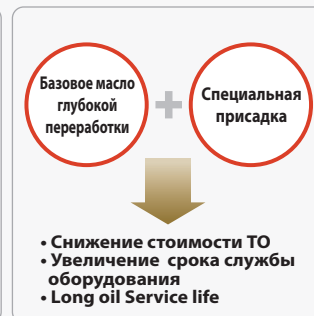 Базовое масло
глубокой
переработки
+
Специальная
присадка
• Снижение стоимости ТО
• Увеличение срока службы
оборудования
• Long oil Service life